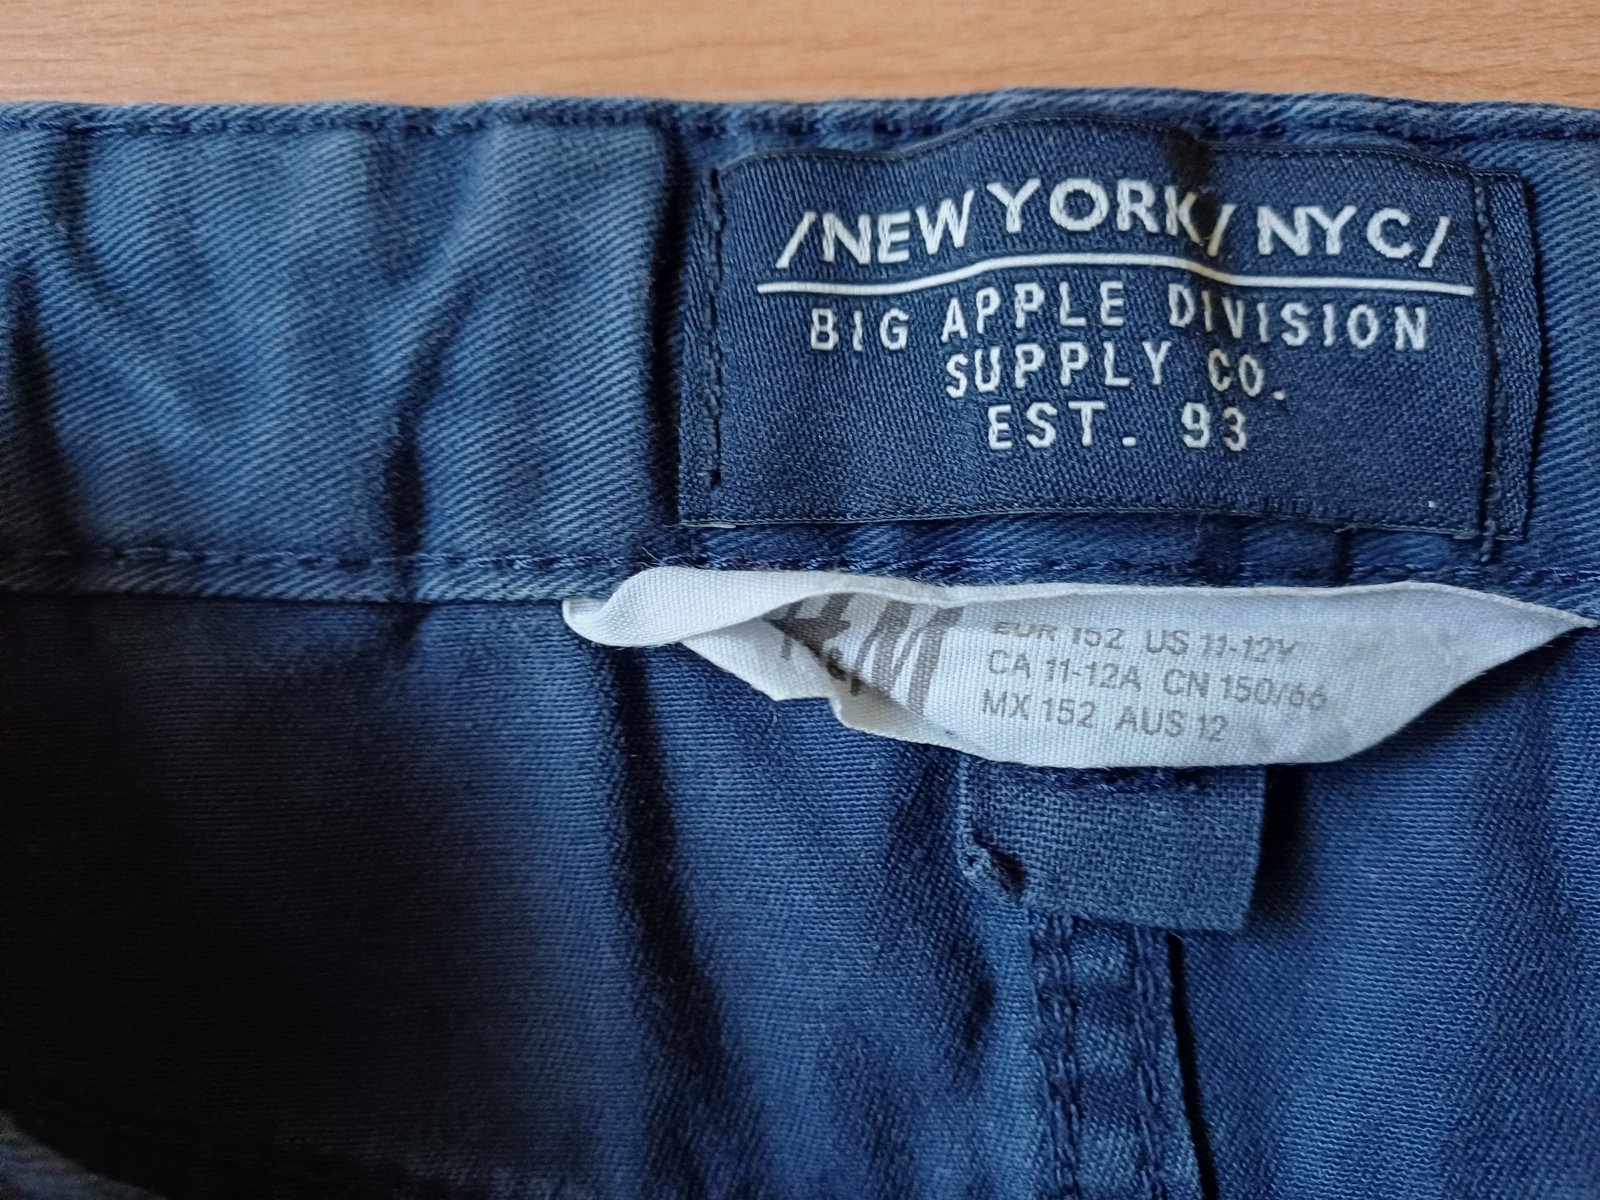 /NEW YORK/ NYC/
BIG APPLE DIVISION
SUPPLY CO.
EST. 93
H&M
EUR 152 US 11-12Y
CA 11-12A CN 150/66
MX 152 AUS 12